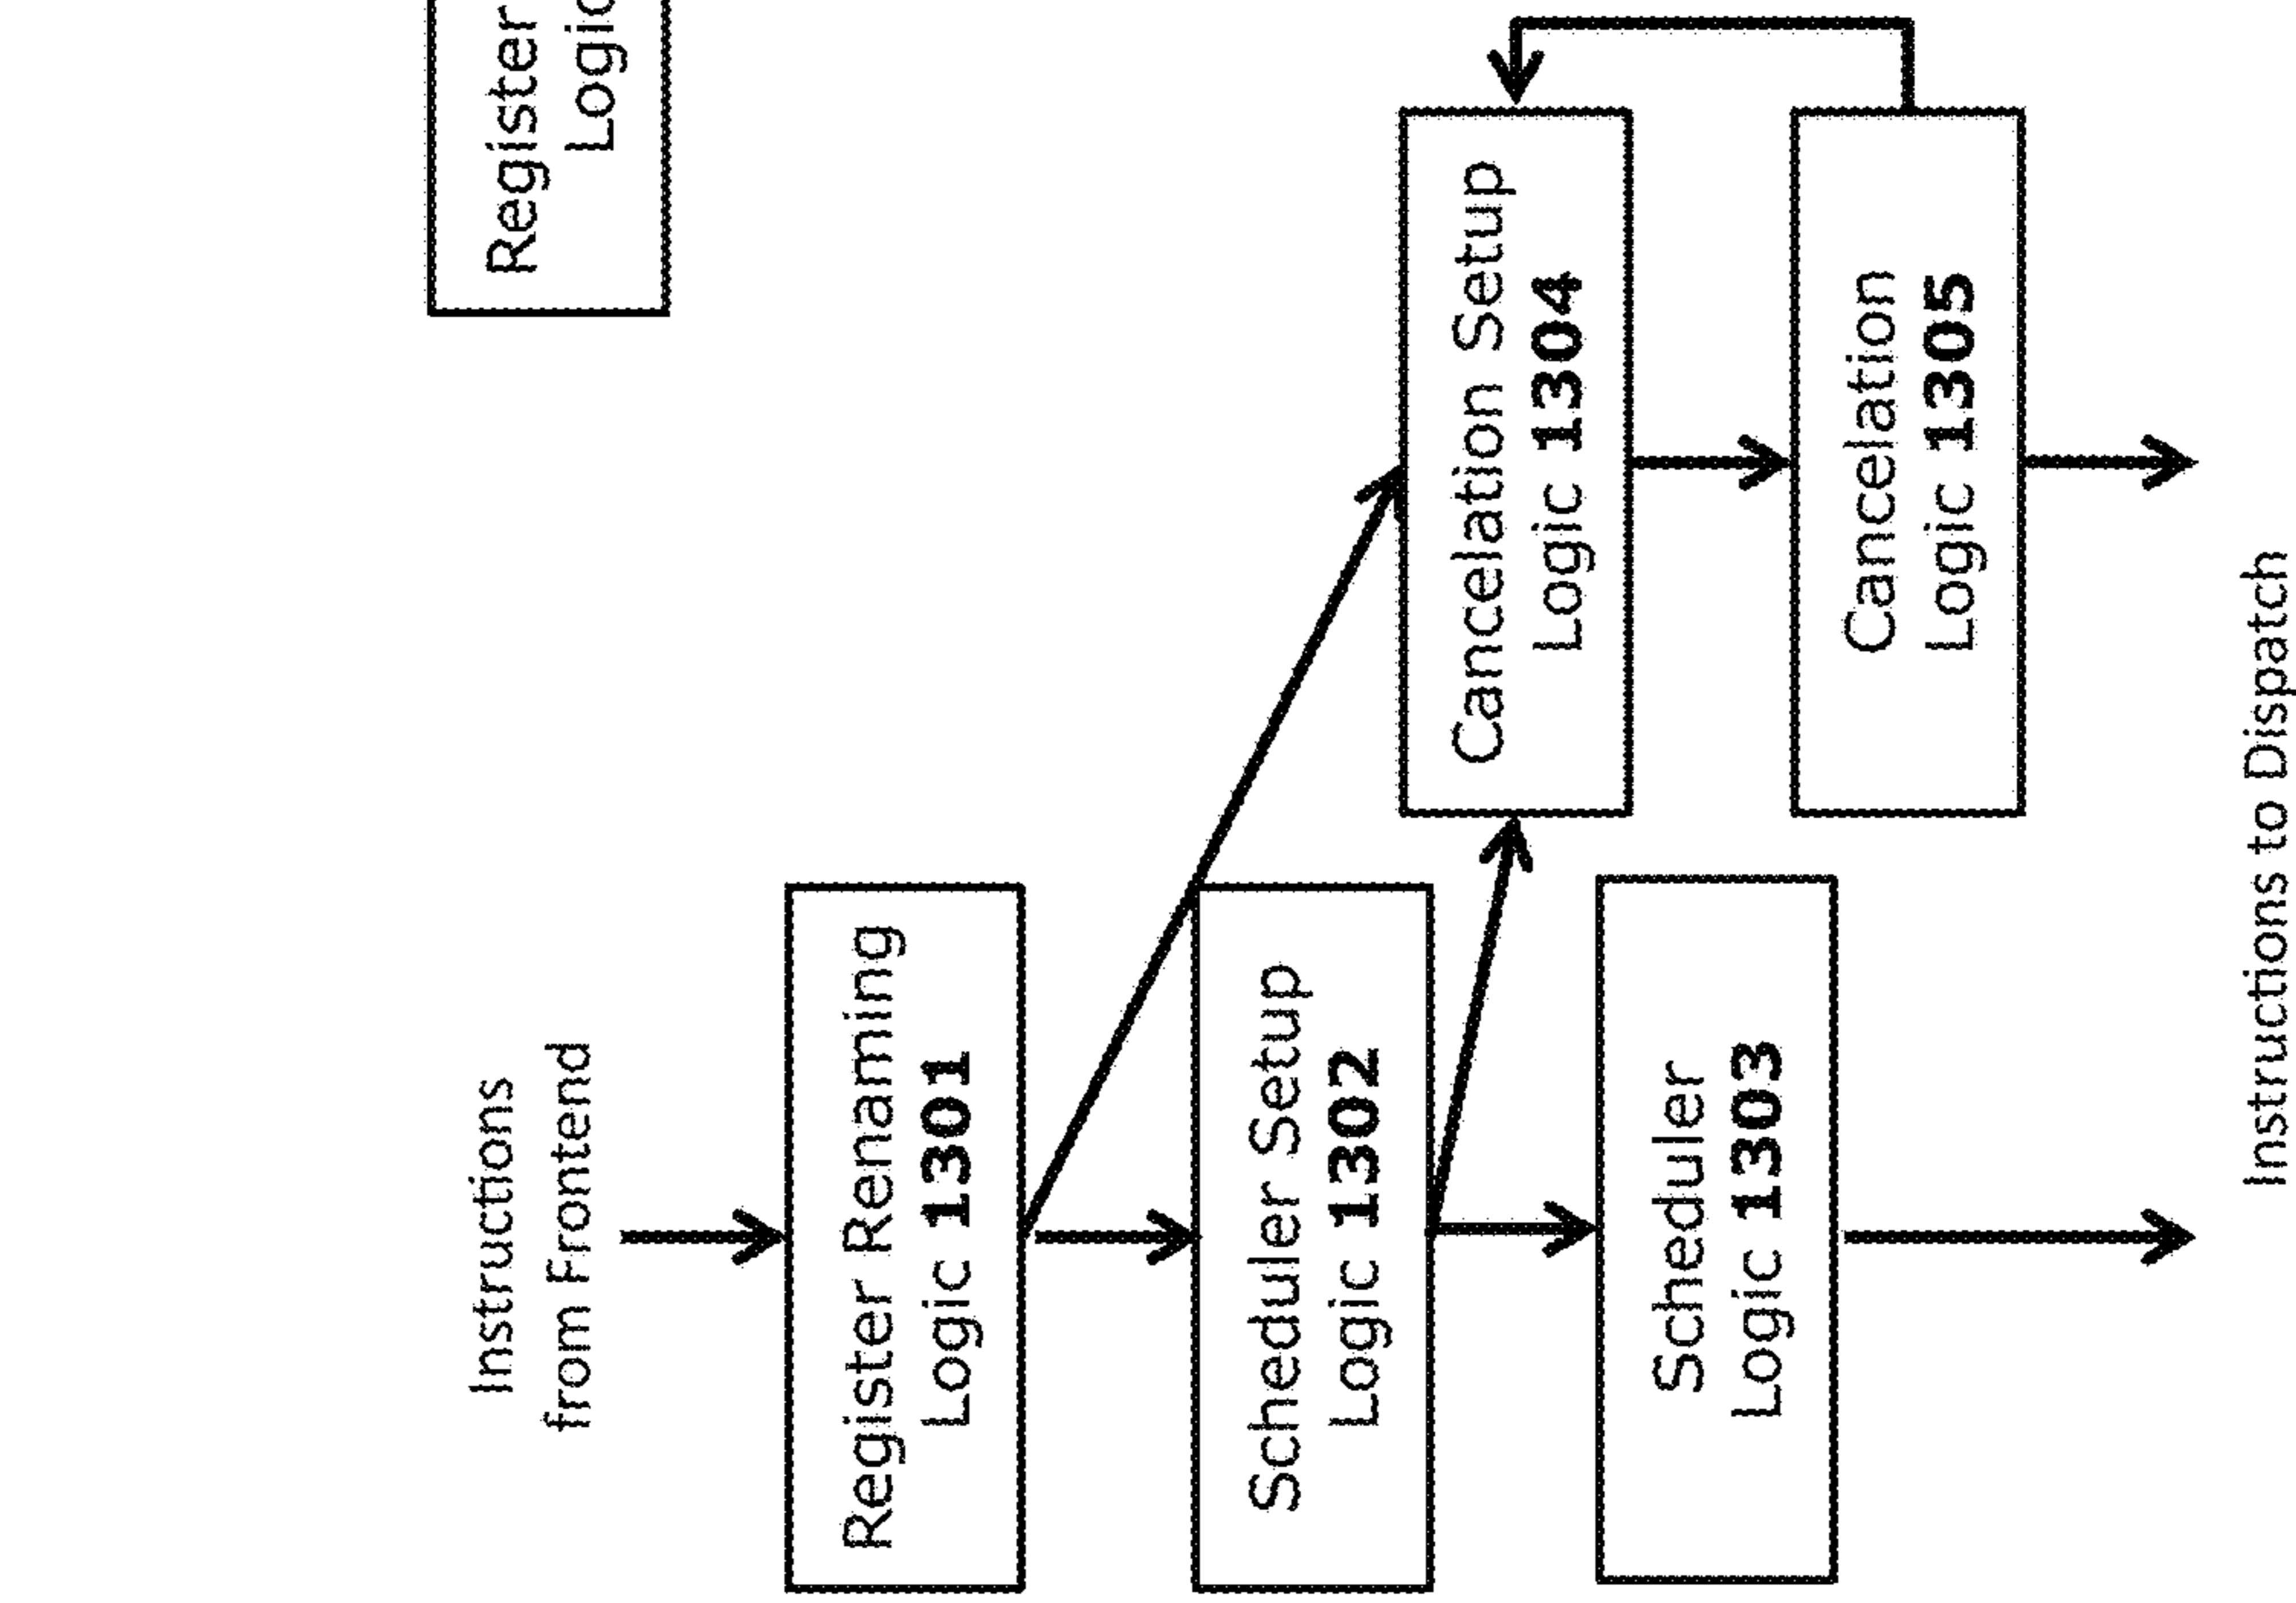 Instructions
from Frontend
Register Renaming
Logic 1301
Scheduler Setup
Logic 1302
Scheduler
Logic 1303
Register
Logic
Cancelation Setup
Logic 1304
Cancelation
Logic 1305
Instructions to Dispatch